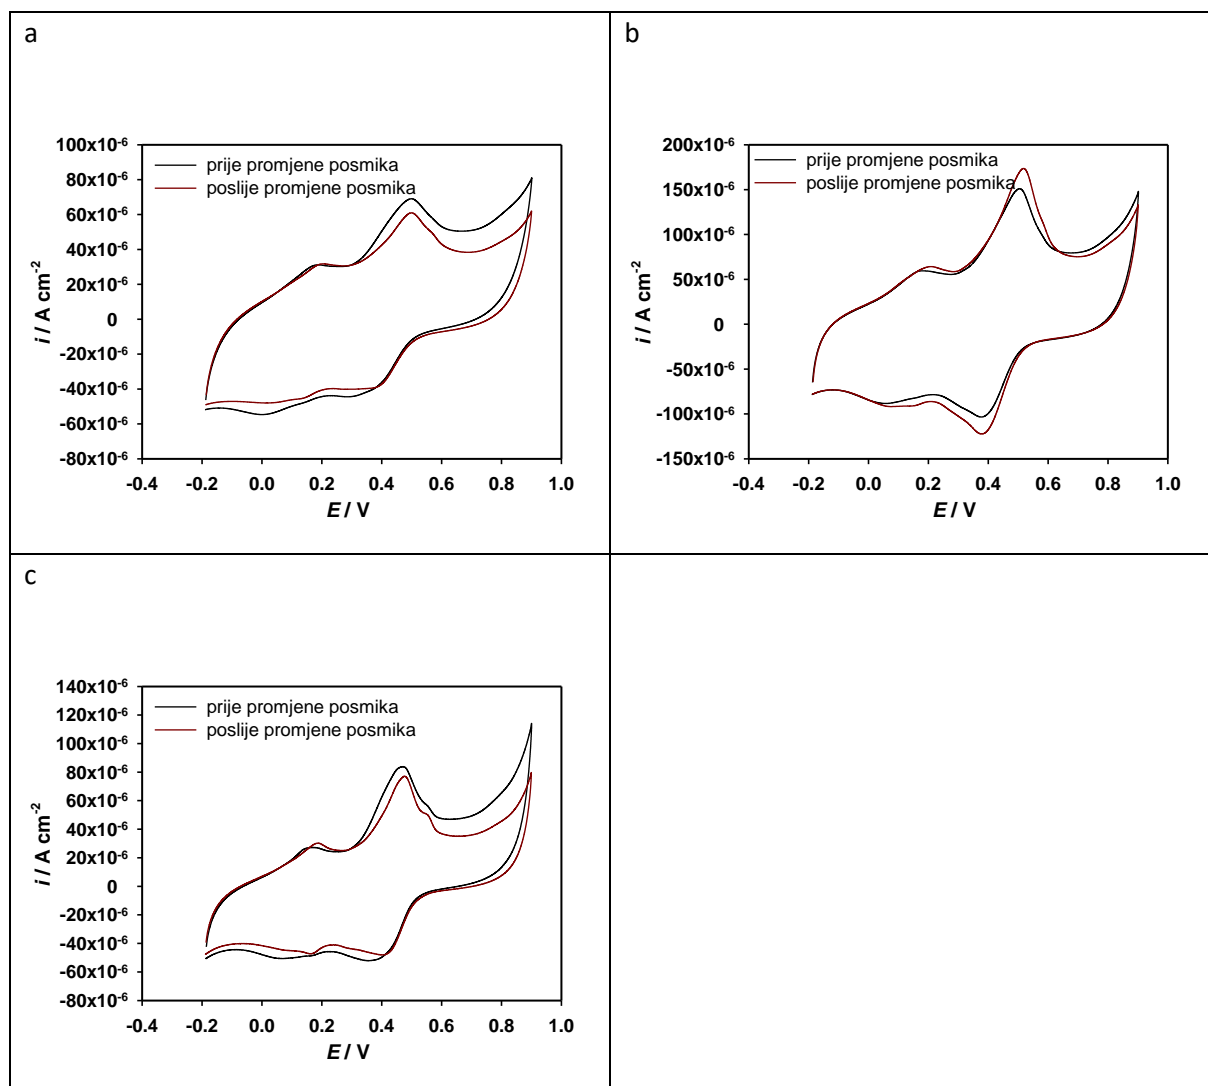 a
100x10⁻⁶
80x10⁻⁶
60x10⁻⁶
40x10⁻⁶
20x10⁻⁶
0
-20x10⁻⁶
-40x10⁻⁶
-60x10⁻⁶
-80x10⁻⁶
i / A cm⁻²
prije promjene posmika
poslije promjene posmika
-0.4 -0.2 0.0 0.2 0.4 0.6 0.8 1.0
E / V
b
200x10⁻⁶
150x10⁻⁶
100x10⁻⁶
50x10⁻⁶
0
-50x10⁻⁶
-100x10⁻⁶
-150x10⁻⁶
i / A cm⁻²
prije promjene posmika
poslije promjene posmika
-0.4 -0.2 0.0 0.2 0.4 0.6 0.8 1.0
E / V
c
140x10⁻⁶
120x10⁻⁶
100x10⁻⁶
80x10⁻⁶
60x10⁻⁶
40x10⁻⁶
20x10⁻⁶
0
-20x10⁻⁶
-40x10⁻⁶
-60x10⁻⁶
-80x10⁻⁶
i / A cm⁻²
prije promjene posmika
poslije promjene posmika
-0.4 -0.2 0.0 0.2 0.4 0.6 0.8 1.0
E / V